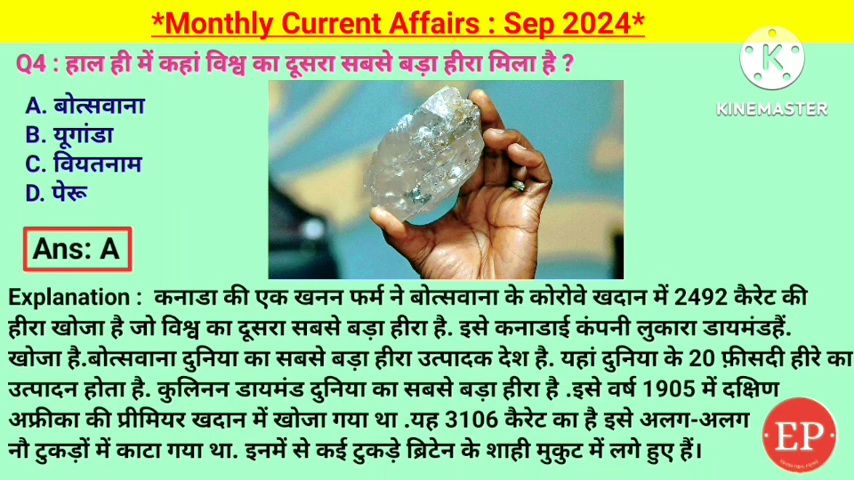 *Monthly Current Affairs : Sep 2024*
KINEMASTER
Q4 : हाल ही में कहां विश्व का दूसरा सबसे बड़ा हीरा मिला है ?
A. बोत्सवाना
B. यूगांडा
C. वियतनाम
D. पेरू
Ans: A
Explanation : कनाडा की एक खनन फर्म ने बोत्सवाना के कोरोवे खदान में 2492 कैरेट की
हीरा खोजा है जो विश्व का दूसरा सबसे बड़ा हीरा है. इसे कनाडाई कंपनी लुकारा डायमंडहैं.
खोजा है.बोत्सवाना दुनिया का सबसे बड़ा हीरा उत्पादक देश है. यहां दुनिया के 20 फ़ीसदी हीरे का
उत्पादन होता है. कुलिनन डायमंड दुनिया का सबसे बड़ा हीरा है .इसे वर्ष 1905 में दक्षिण
अफ्रीका की प्रीमियर खदान में खोजा गया था .यह 3106 कैरेट का है इसे अलग-अलग
नौ टुकड़ों में काटा गया था. इनमें से कई टुकड़े ब्रिटेन के शाही मुकुट में लगे हुए हैं।
EP